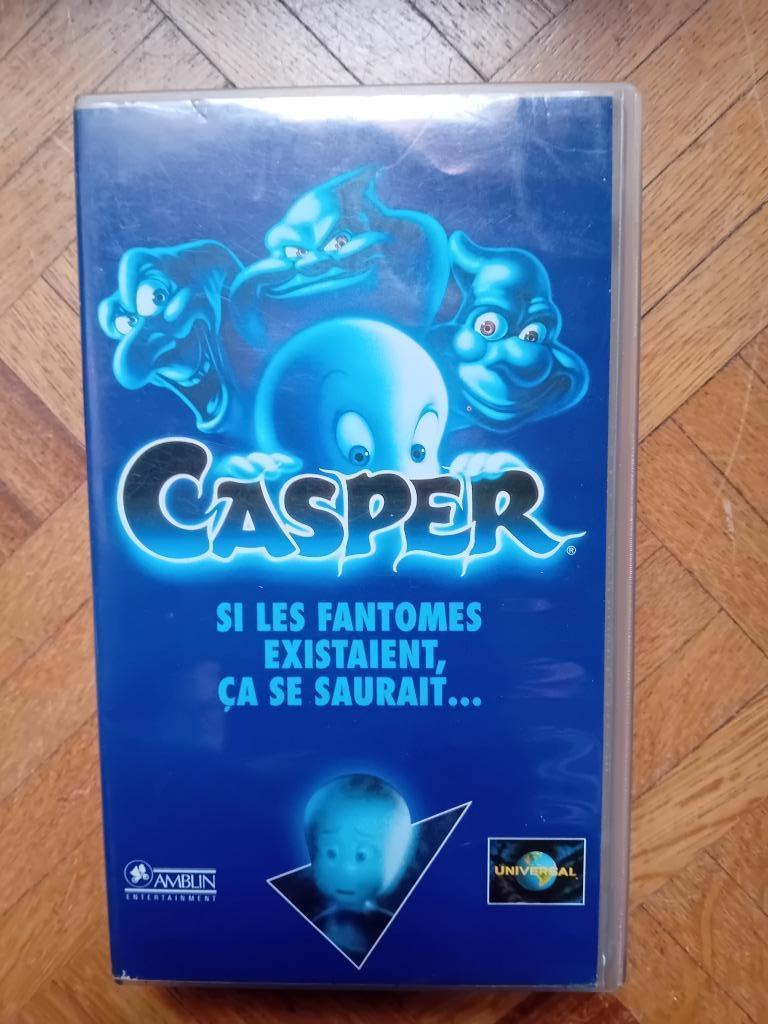 CASPER®
SI LES FANTOMES
EXISTAIENT,
ÇA SE SAURAIT...
AMBLIN
ENTERTAINMENT
UNIVERSAL